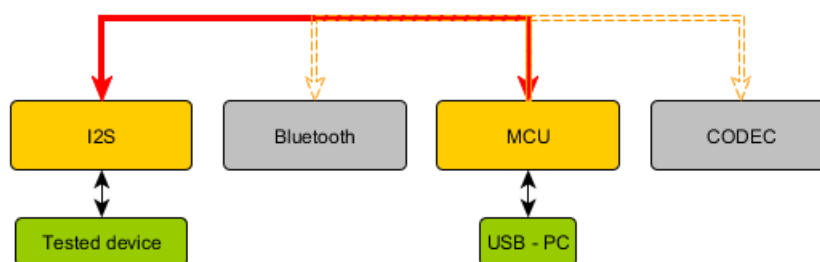 I2S
Bluetooth
MCU
CODEC
Tested device
USB - PC